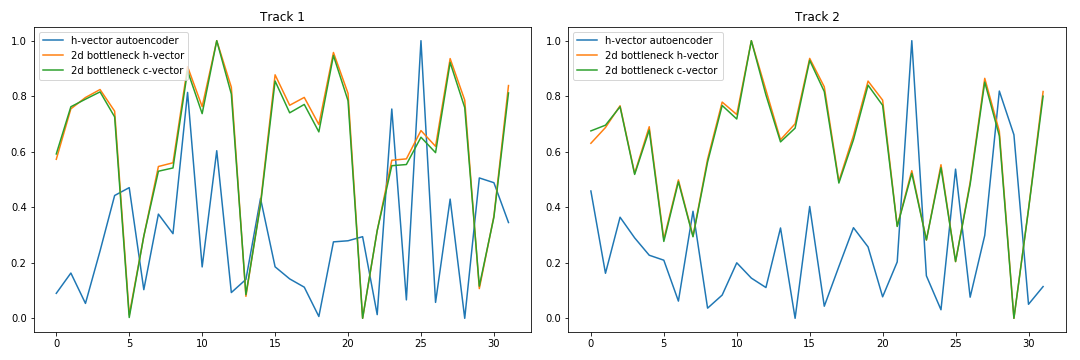 Track 1
h-vector autoencoder
2d bottleneck h-vector
2d bottleneck c-vector
1.0
0.8
0.6
0.4
0.2
0.0
0 5 10 15 20 25 30
Track 2
h-vector autoencoder
2d bottleneck h-vector
2d bottleneck c-vector
1.0
0.8
0.6
0.4
0.2
0.0
0 5 10 15 20 25 30